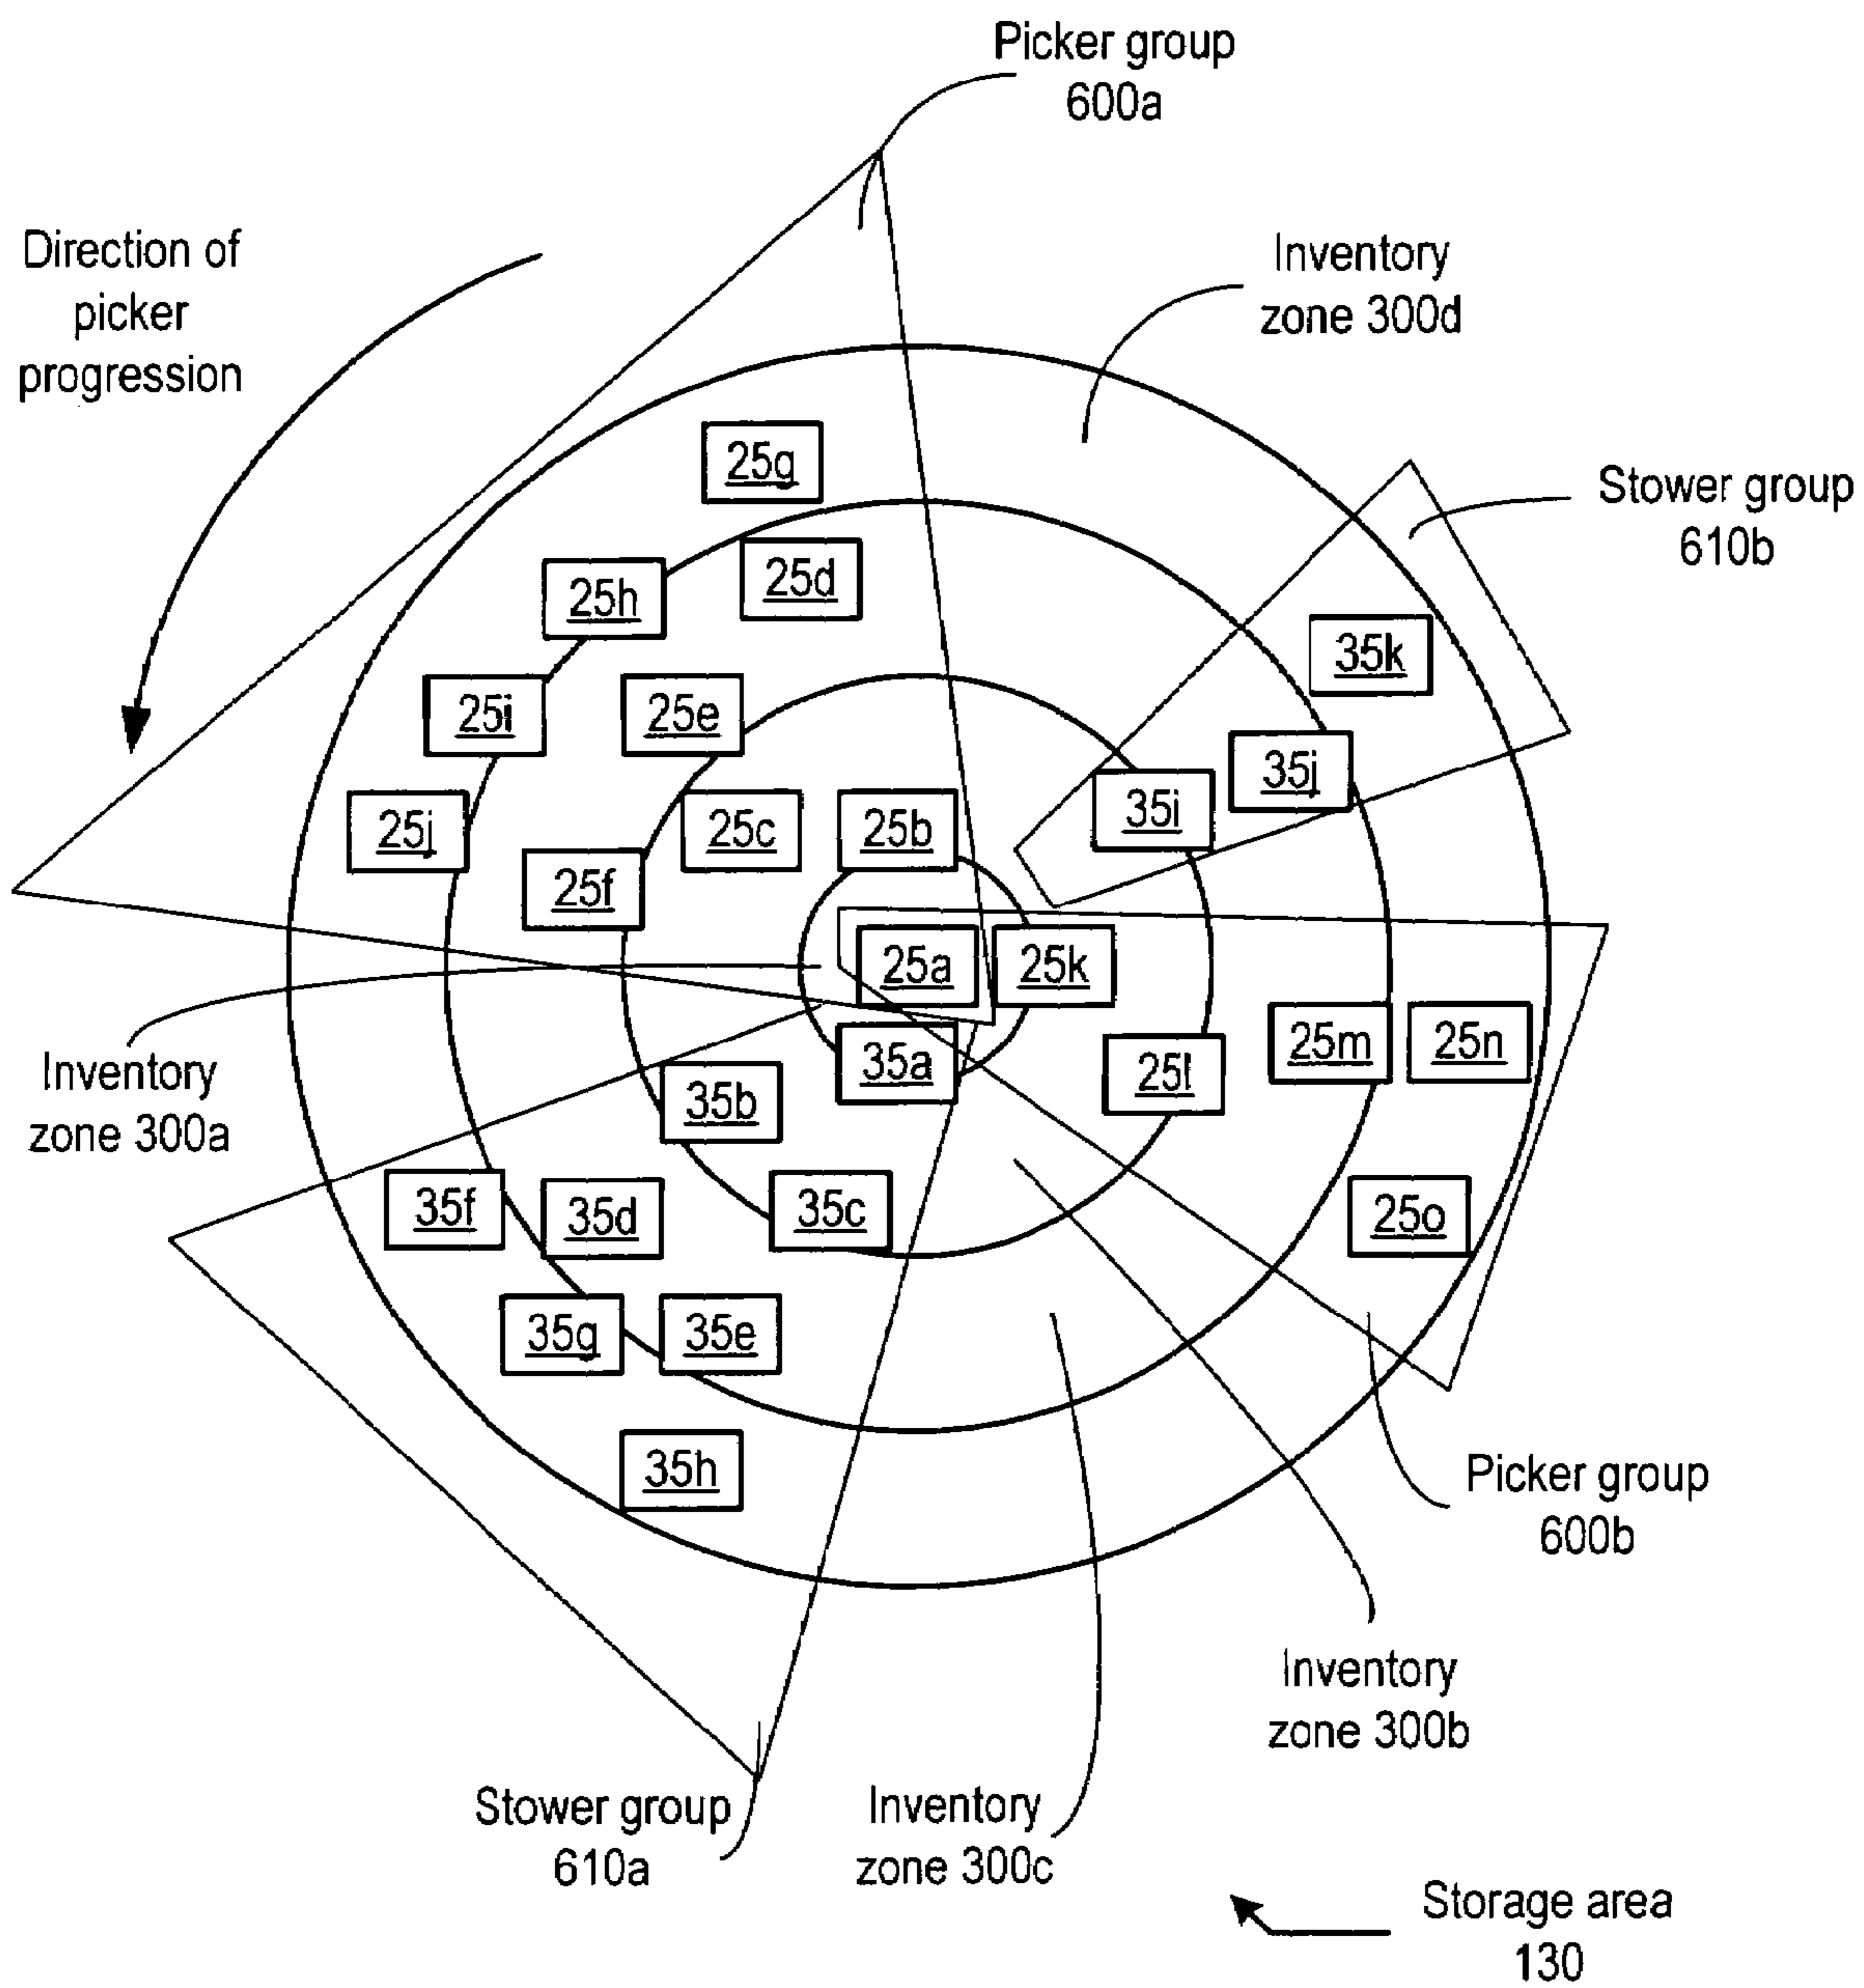 Picker group
600a
Direction of
picker
progression
Inventory
zone 300d
Stower group
610b
25g
25d
25h
35k
25i
25e
35j
35i
25j
25c
25b
25f
25a
25k
25m
25n
35a
25l
Inventory
zone 300a
35b
35f
35d
35c
25o
35g
35e
35h
Picker group
600b
Inventory
zone 300b
Stower group
610a
Inventory
zone 300c
Storage area
130